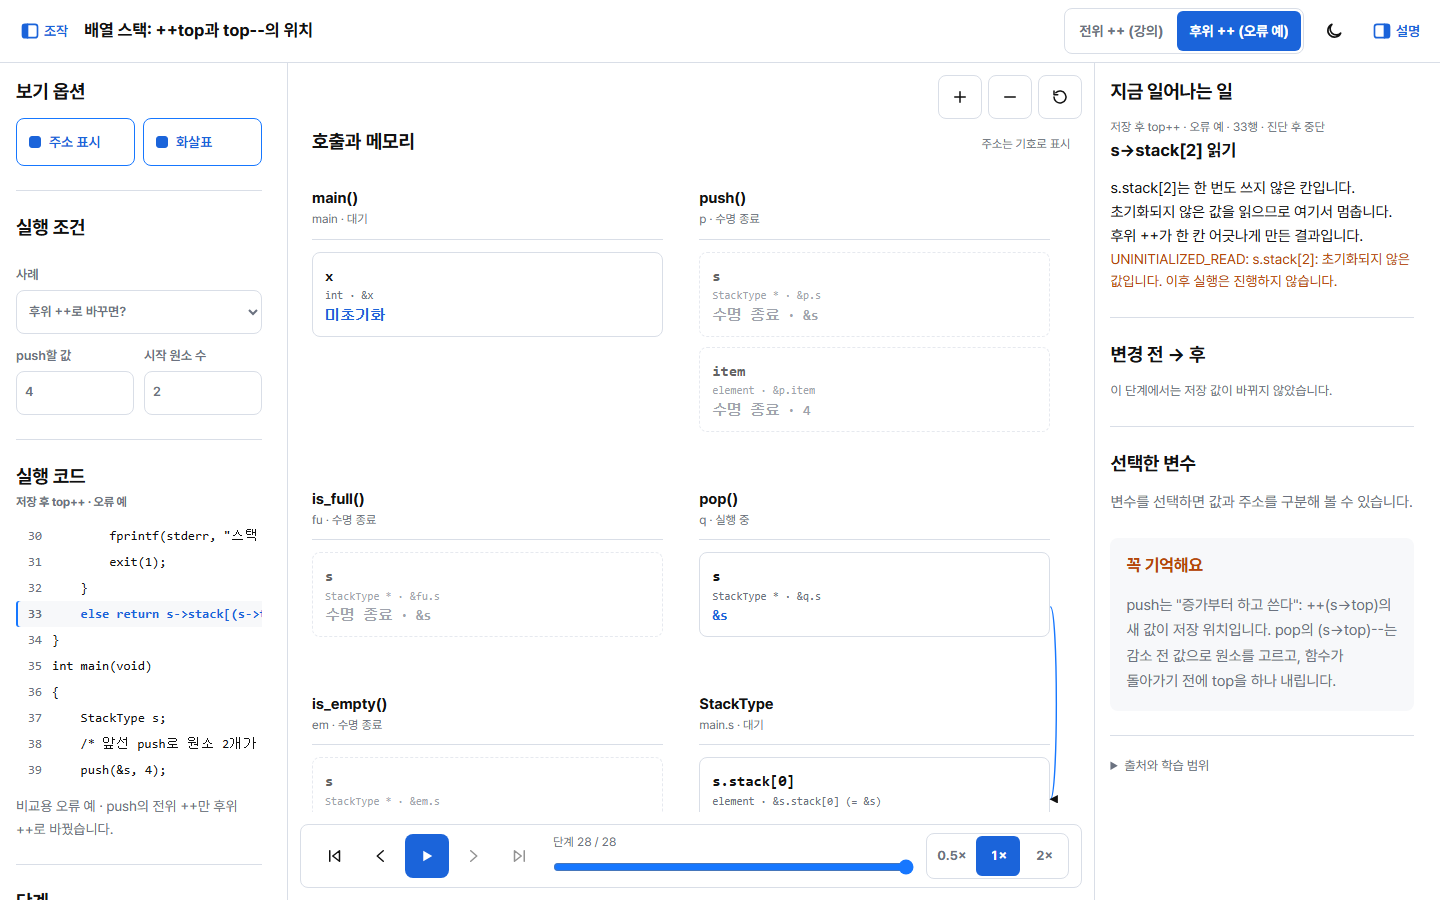 조작
배열 스택: ++top과 top--의 위치
전위 ++ (강의)
후위 ++ (오류 예)
설명
보기 옵션
주소 표시
화살표
실행 조건
사례
후위 ++로 바꾸면?
push할 값
시작 원소 수
4
2
실행 코드
저장 후 top++ · 오류 예
30 fprintf(stderr, "스택
31 exit(1);
32 }
33 else return s->stack[(s->t
34 }
35 int main(void)
36 {
37 StackType s;
38 /* 앞선 push로 원소 2개가
39 push(&s, 4);
비교용 오류 예 · push의 전위 ++만 후위
++로 바꿨습니다.
단계
호출과 메모리
주소는 기호로 표시
main()
main · 대기
x
int · &x
미초기화
push()
p · 수명 종료
s
StackType * · &p.s
수명 종료 · &s
item
element · &p.item
수명 종료 · 4
is_full()
fu · 수명 종료
s
StackType * · &fu.s
수명 종료 · &s
pop()
q · 실행 중
s
StackType * · &q.s
&s
is_empty()
em · 수명 종료
s
StackType * · &em.s
StackType
main.s · 대기
s.stack[0]
element · &s.stack[0] (= &s)
단계 28 / 28
0.5×
1×
2×
지금 일어나는 일
저장 후 top++ · 오류 예 · 33행 · 진단 후 중단
s→stack[2] 읽기
s.stack[2]는 한 번도 쓰지 않은 칸입니다.
초기화되지 않은 값을 읽으므로 여기서 멈춥니다.
후위 ++가 한 칸 어긋나게 만든 결과입니다.
UNINITIALIZED_READ: s.stack[2]: 초기화되지 않은
값입니다. 이후 실행은 진행하지 않습니다.
변경 전 → 후
이 단계에서는 저장 값이 바뀌지 않았습니다.
선택한 변수
변수를 선택하면 값과 주소를 구분해 볼 수 있습니다.
꼭 기억해요
push는 "증가부터 하고 쓴다": ++(s→top)의
새 값이 저장 위치입니다. pop의 (s→top)--는
감소 전 값으로 원소를 고르고, 함수가
돌아가기 전에 top을 하나 내립니다.
출처와 학습 범위